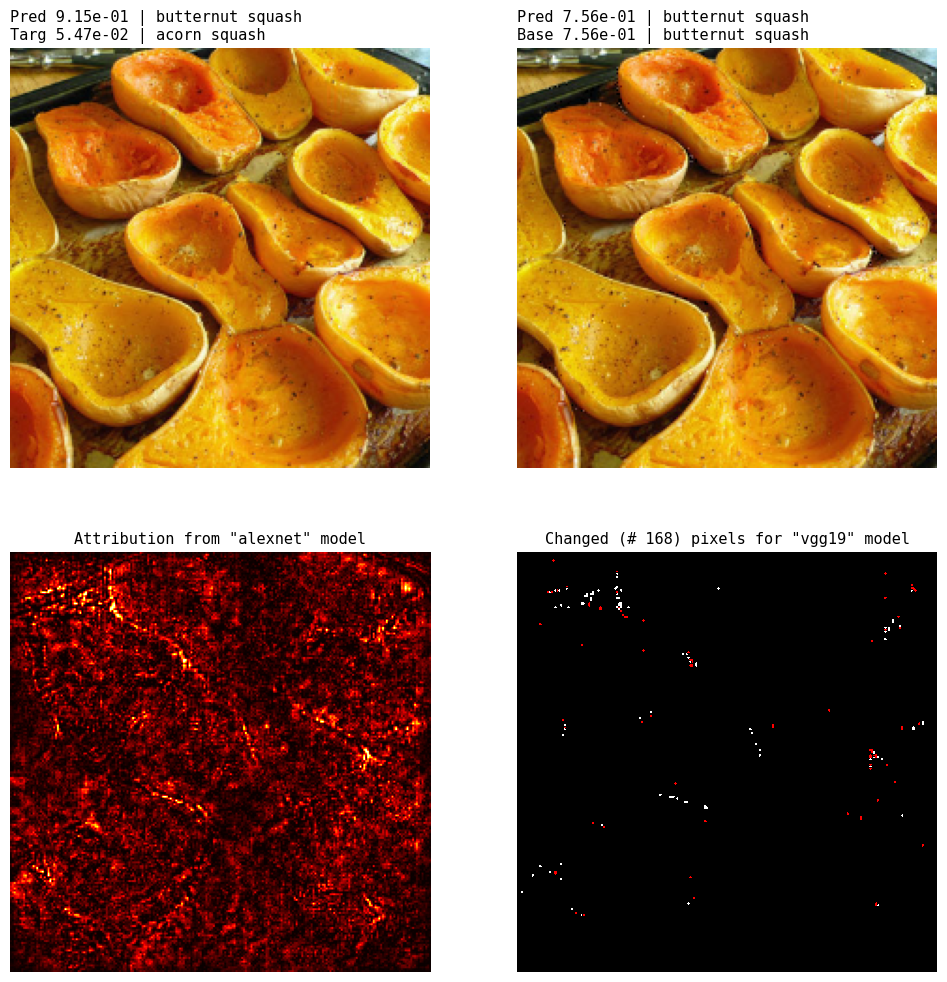 Pred 9.15e-01 | butternut squash
Targ 5.47e-02 | acorn squash
Pred 7.56e-01 | butternut squash
Base 7.56e-01 | butternut squash
Attribution from "alexnet" model
Changed (# 168) pixels for "vgg19" model